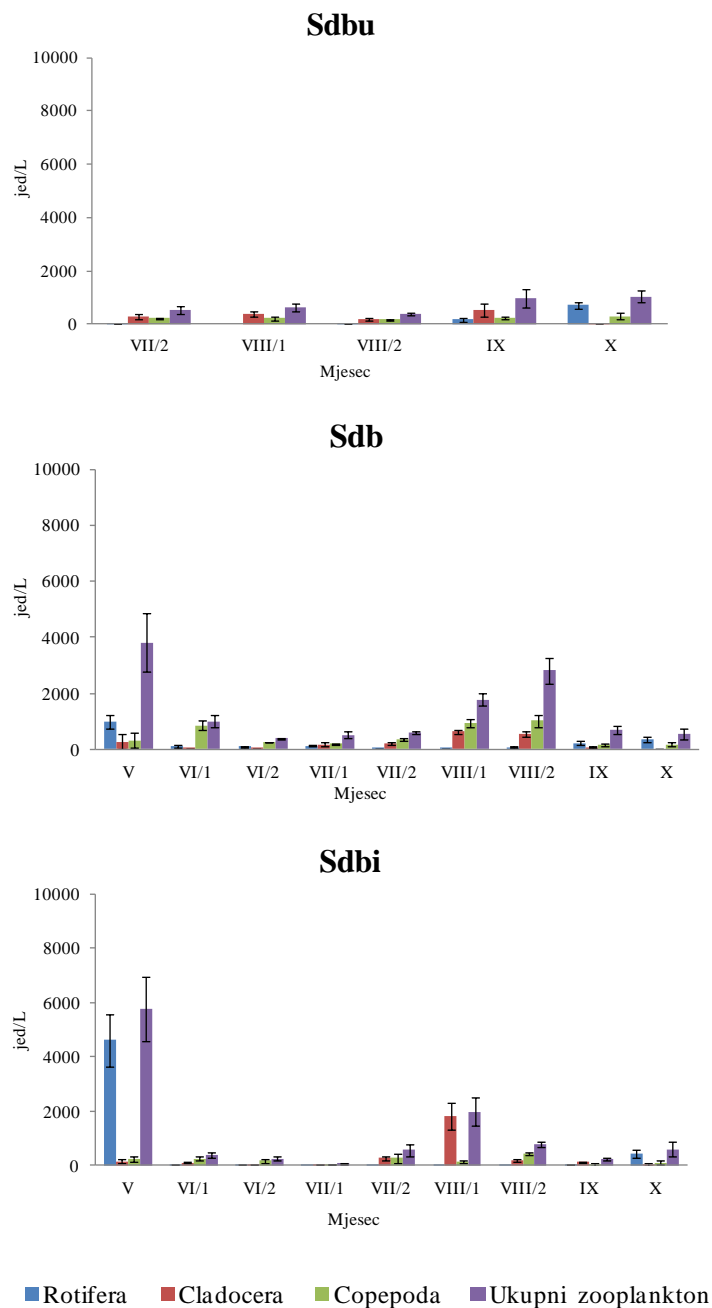 Sdbu
10000
8000
6000
4000
2000
0
jed/L
VII/2 VIII/1 VIII/2 IX X
Mjesec
Sdb
10000
8000
6000
4000
2000
0
jed/L
V VI/1 VI/2 VII/1 VII/2 VIII/1 VIII/2 IX X
Mjesec
Sdbi
10000
8000
6000
4000
2000
0
jed/L
V VI/1 VI/2 VII/1 VII/2 VIII/1 VIII/2 IX X
Mjesec
Rotifera Cladocera Copepoda Ukupni zooplankton